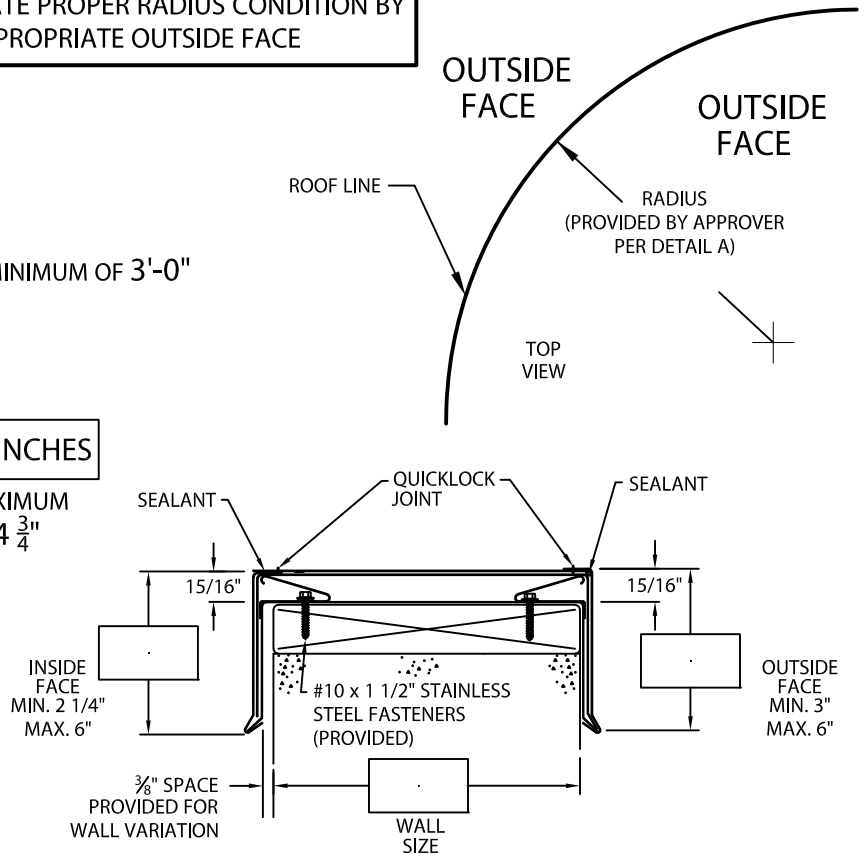 PROPER RADIUS CONDITION BY
OUTSIDE FACE
OUTSIDE
FACE
OUTSIDE
FACE
ROOF LINE
RADIUS
(PROVIDED BY APPROVER
PER DETAIL A)
MINIMUM OF 3'-0"
TOP
VIEW
NCHES
XIMUM
4 3/4"
SEALANT
QUICKLOCK
JOINT
SEALANT
15/16"
15/16"
INSIDE
FACE
MIN. 2 1/4"
MAX. 6"
#10 x 1 1/2" STAINLESS
STEEL FASTENERS
(PROVIDED)
OUTSIDE
FACE
MIN. 3"
MAX. 6"
3/8" SPACE
PROVIDED FOR
WALL VARIATION
WALL
SIZE